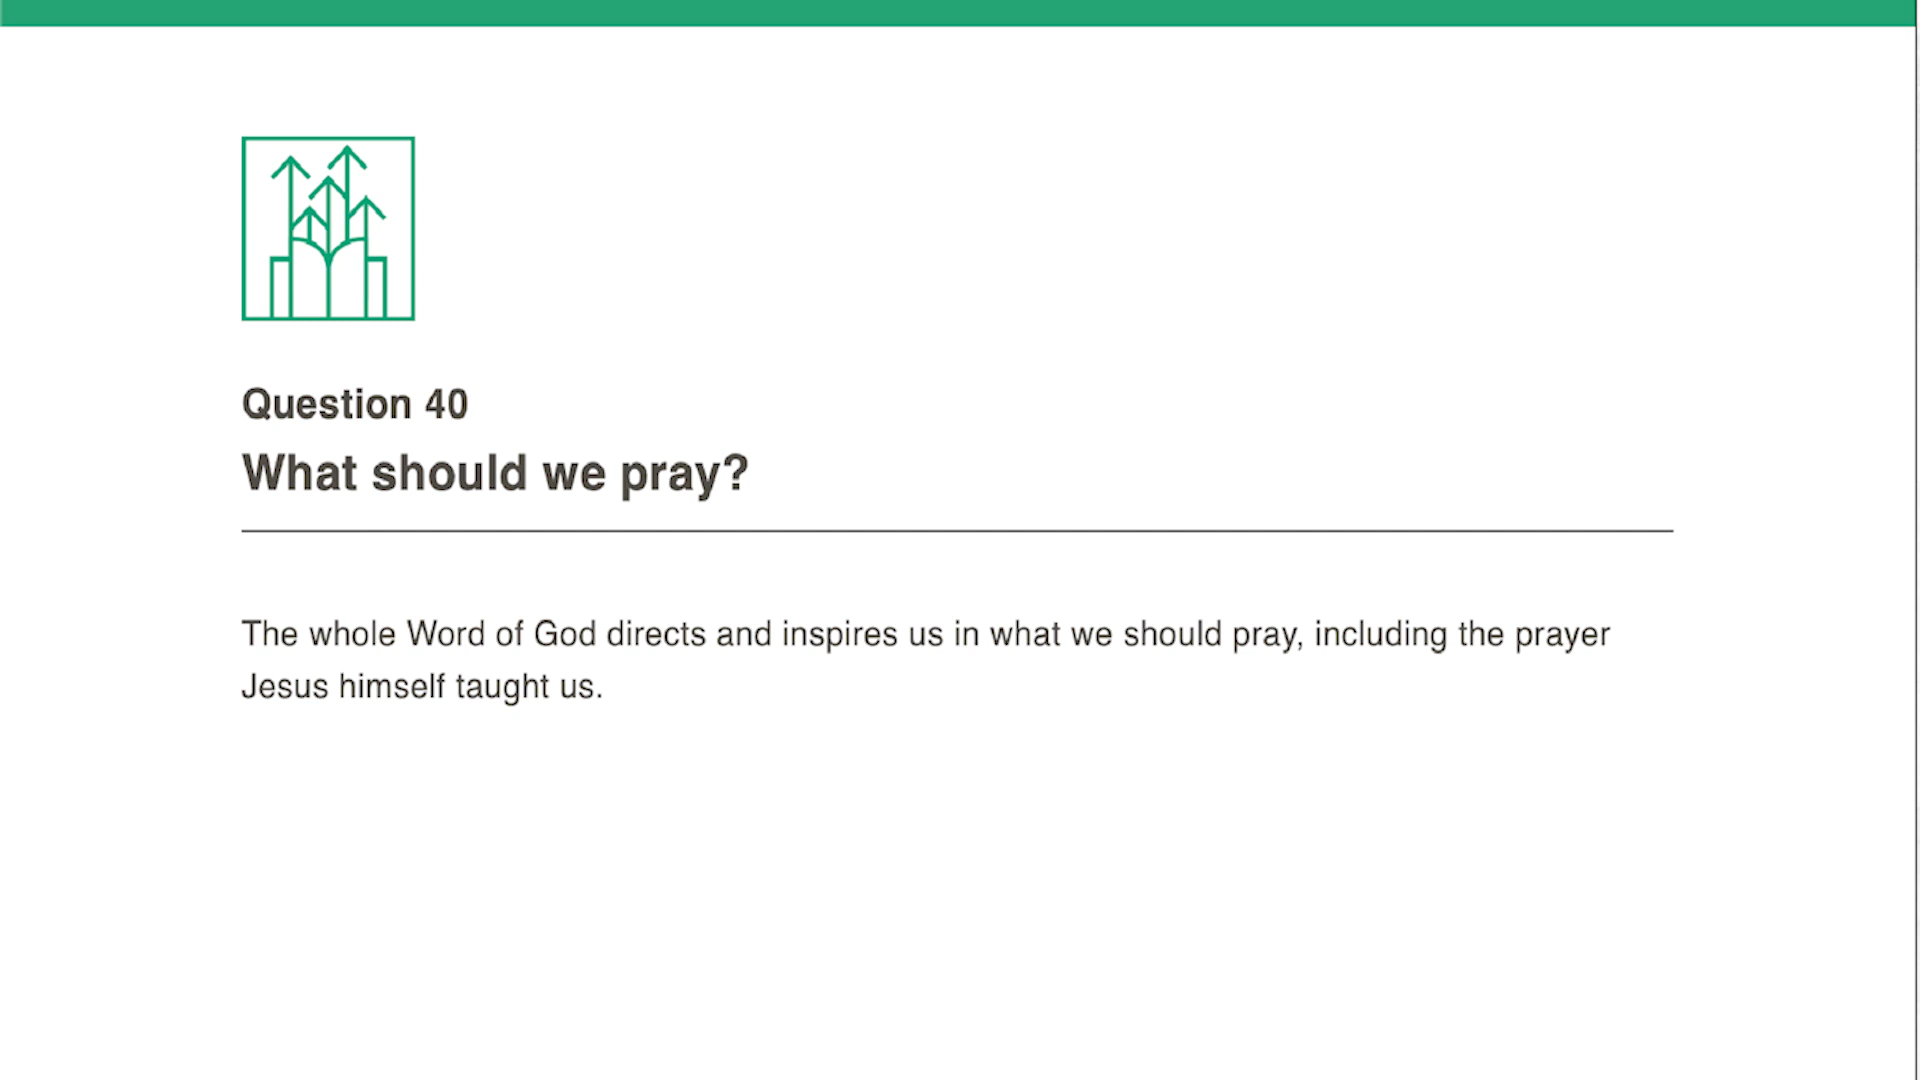 Question 40
What should we pray?
The whole Word of God directs and inspires us in what we should pray, including the prayer
Jesus himself taught us.